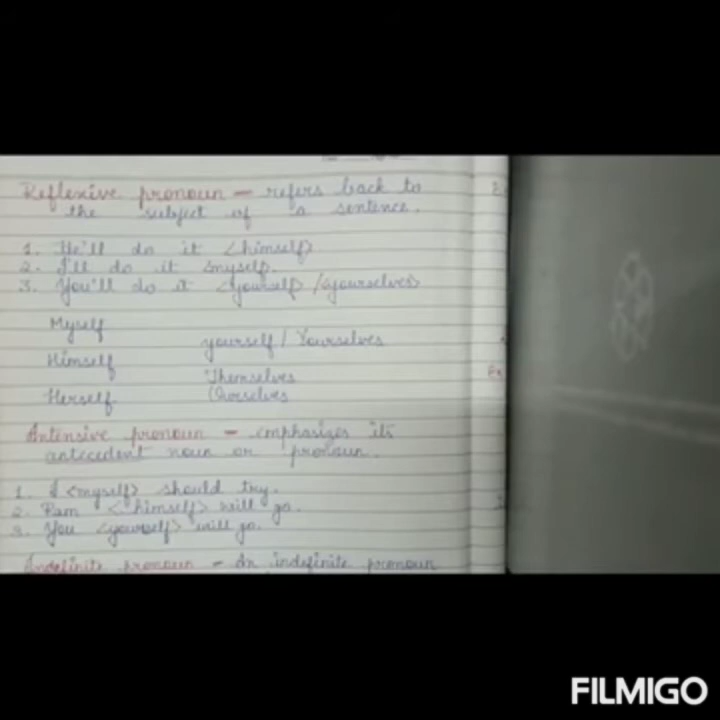 Reflexive pronoun – refers back to
the subject of a sentence.
1. He'll do it <himself>
2. I'll do it <myself>.
3. You'll do it <yourself>/yourselves>
Myself
yourself / Yourselves
Himself
Themselves
Herself
Ourselves
Intensive pronoun – emphasizes its
antecedent noun or pronoun.
1. I <myself> should try.
2. Ram <himself> will go.
3. You <yourself> will go.
Indefinite pronoun – An indefinite pronoun
FILMIGO